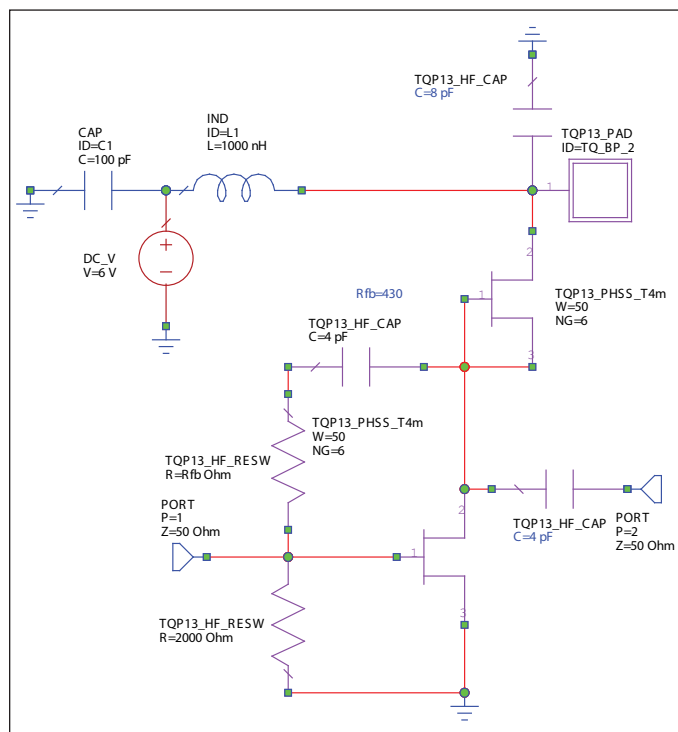 TQP13_HF_CAP
C=8 pF
CAP
ID=C1
C=100 pF
IND
ID=L1
L=1000 nH
TQP13_PAD
ID=TQ_BP_2
1
DC_V
V=6 V
+
−
2
1
3
TQP13_PHSS_T4m
W=50
NG=6
Rfb=430
TQP13_HF_CAP
C=4 pF
TQP13_PHSS_T4m
W=50
NG=6
TQP13_HF_RESW
R=Rfb Ohm
PORT
P=1
Z=50 Ohm
2
1
3
TQP13_HF_CAP
C=4 pF
PORT
P=2
Z=50 Ohm
TQP13_HF_RESW
R=2000 Ohm